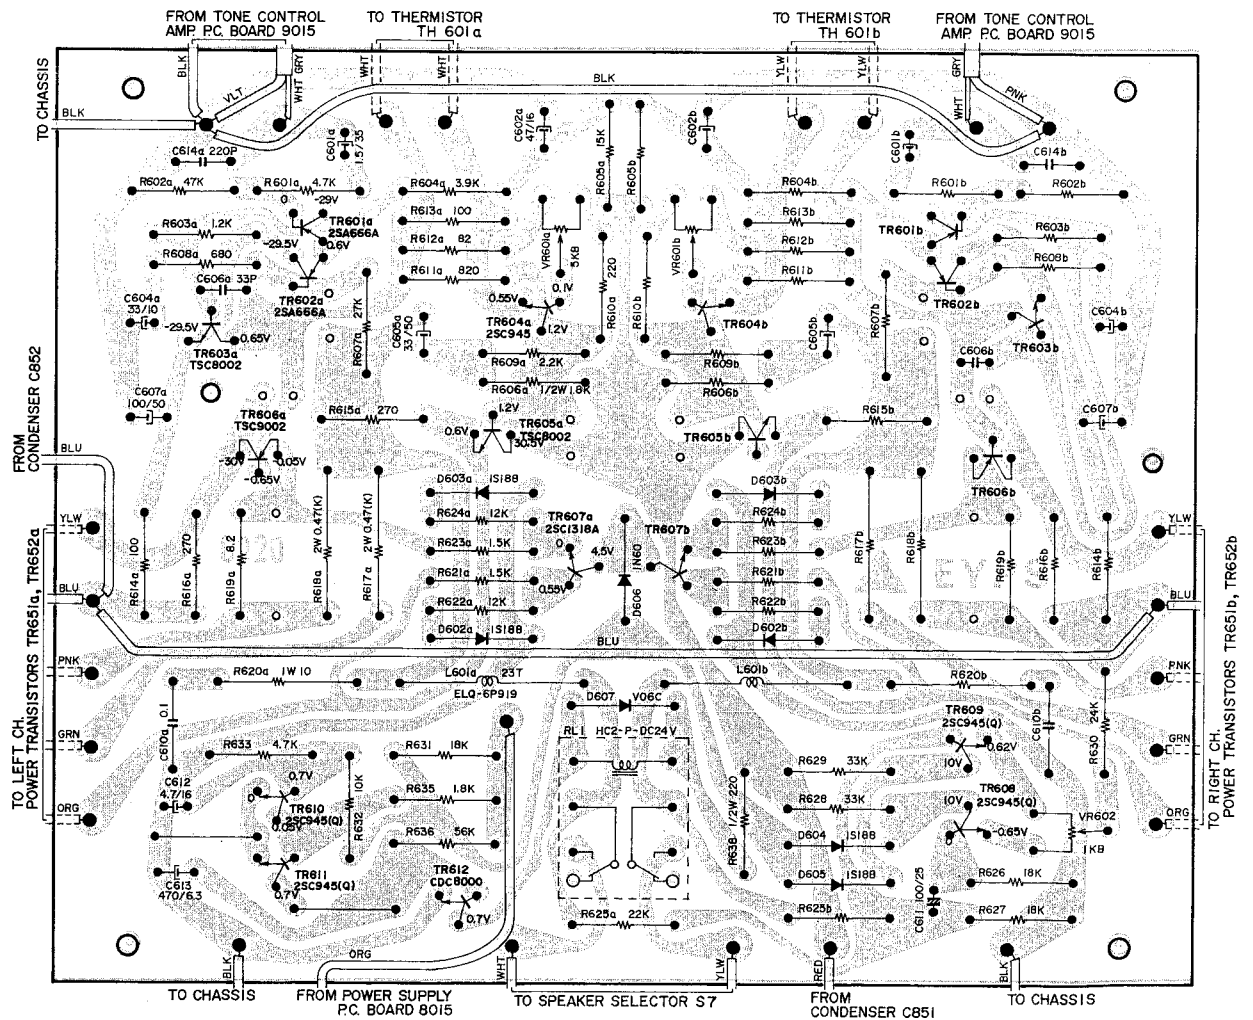 FROM TONE CONTROL
AMP. P.C. BOARD 9015
TO THERMISTOR
TH 601a
TO THERMISTOR
TH 601b
FROM TONE CONTROL
AMP. P.C. BOARD 9015
TO CHASSIS
BLK
BLK
VLT
WHT
GRY
WHT
WHT
BLK
YLW
YLW
GRY
WHT
PNK
C614a 220P
C601a
1.5/35
C602a
47/16
R605a 15K
R605b
C602b
C601b
C614b
R602a 47K
R601a 4.7K
R604a 3.9K
R604b
R601b
R602b
0
-29V
TR601a
2SA666A
0.6V
R603a 1.2K
R613a 100
R613b
TR601b
R603b
-29.5V
R608a 680
R612a 82
VR601a
5KB
VR601b
R612b
R608b
C606a 33P
R611a 820
R611b
TR602a
2SA666A
TR602b
C604a
33/10
0.1V
0.55V
TR604a
2SC945
1.2V
R610a 220
R610b
TR604b
R607a 27K
C605a
33/50
C605b
R607b
TR603b
C604b
-29.5V
0.65V
TR603a
TSC8002
R609a 2.2K
R609b
C606b
R606a 1/2W 1.8K
R606b
C607a
100/50
TR606a
TSC9002
R615a 270
1.2V
0.6V
TR605a
TSC8002
30.5V
TR605b
R615b
C607b
-30V
-0.05V
-0.65V
TR606b
FROM
CONDENSER C852
BLU
D603a 1S188
D603b
R624a 12K
TR607a
2SC1318A
TR607b
R624b
YLW
YLW
R614a 100
R616a 270
R619a 8.2
R618a 2W 0.47(K)
R617a 2W 0.47(K)
R623a 1.5K
0
4.5V
0.55V
1N60
D606
R623b
R617b
R618b
R619b
R616b
R614b
R621a 1.5K
R621b
R622a 12K
R622b
D602a 1S188
D602b
BLU
BLU
BLU
TO LEFT CH.
POWER TRANSISTORS TR651a, TR652a
TO RIGHT CH.
POWER TRANSISTORS TR651b, TR652b
PNK
PNK
R620a 1W 10
L601a 23T
ELQ-6P919
L601b
R620b
D607 V06C
C610a 0.1
TR609
2SC945(Q)
0.62V
10V
C610b
R630 24K
GRN
GRN
R633 4.7K
R631 18K
RL1 HC2-P-DC24V
R629 33K
C612
4.7/16
0.7V
0
TR610
2SC945(Q)
0.05V
R632 10K
R635 1.8K
R638 1/2W 220
R628 33K
10V
TR608
2SC945(Q)
-0.65V
0
VR602
1KB
ORG
ORG
R636 56K
D604 1S188
TR611
2SC945(Q)
0.7V
TR612
CDC8000
0.7V
D605 1S188
R626 18K
C613
470/6.3
R625a 22K
R625b
C611 100/25
R627 18K
ORG
BLK
WHT
YLW
RED
BLK
TO CHASSIS
FROM POWER SUPPLY
P.C. BOARD 8015
TO SPEAKER SELECTOR S7
FROM
CONDENSER C851
TO CHASSIS